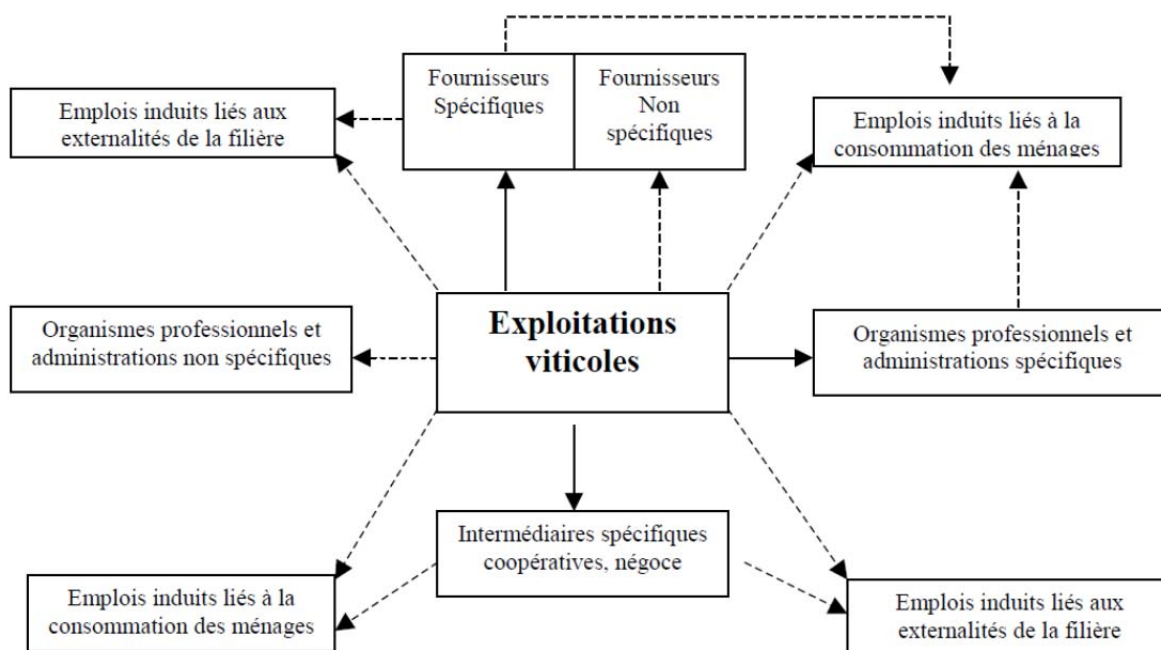 Fournisseurs
Spécifiques
Fournisseurs
Non
spécifiques
Emplois induits liés aux
externalités de la filière
Emplois induits liés à la
consommation des ménages
Organismes professionnels et
administrations non spécifiques
Exploitations
viticoles
Organismes professionnels et
administrations spécifiques
Intermédiaires spécifiques
coopératives, négoce
Emplois induits liés à la
consommation des ménages
Emplois induits liés aux
externalités de la filière